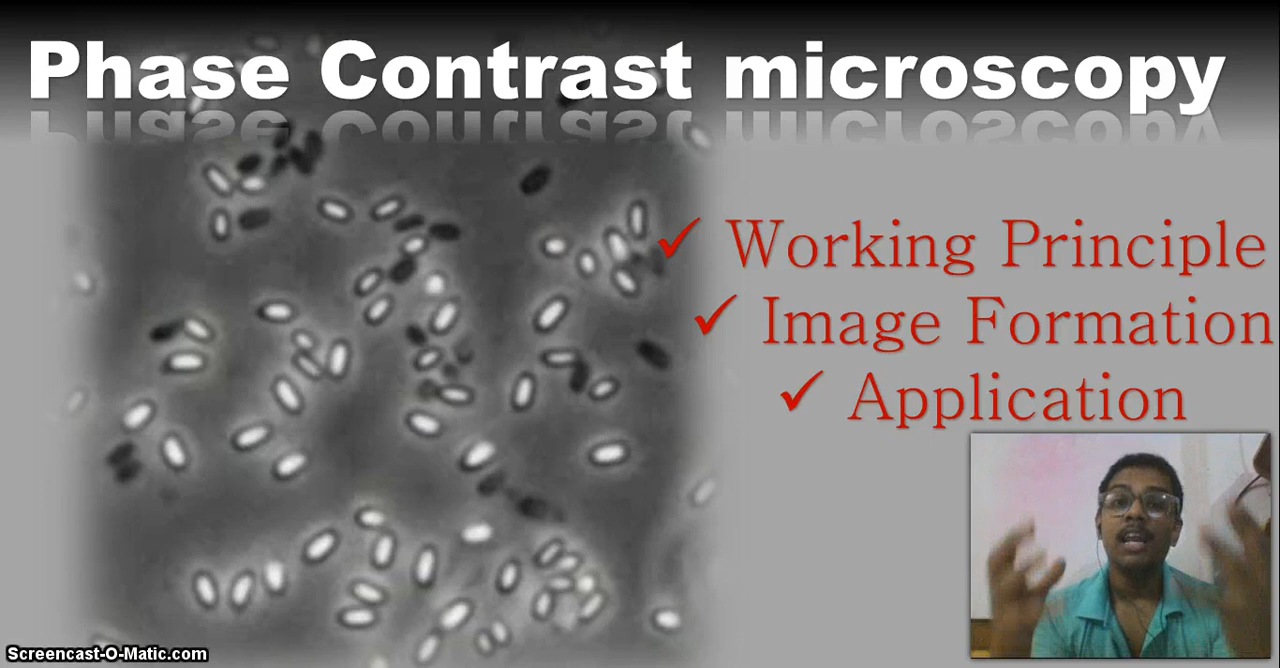 Phase Contrast microscopy
✓ Working Principle
✓ Image Formation
✓ Application
Screencast-O-Matic.com